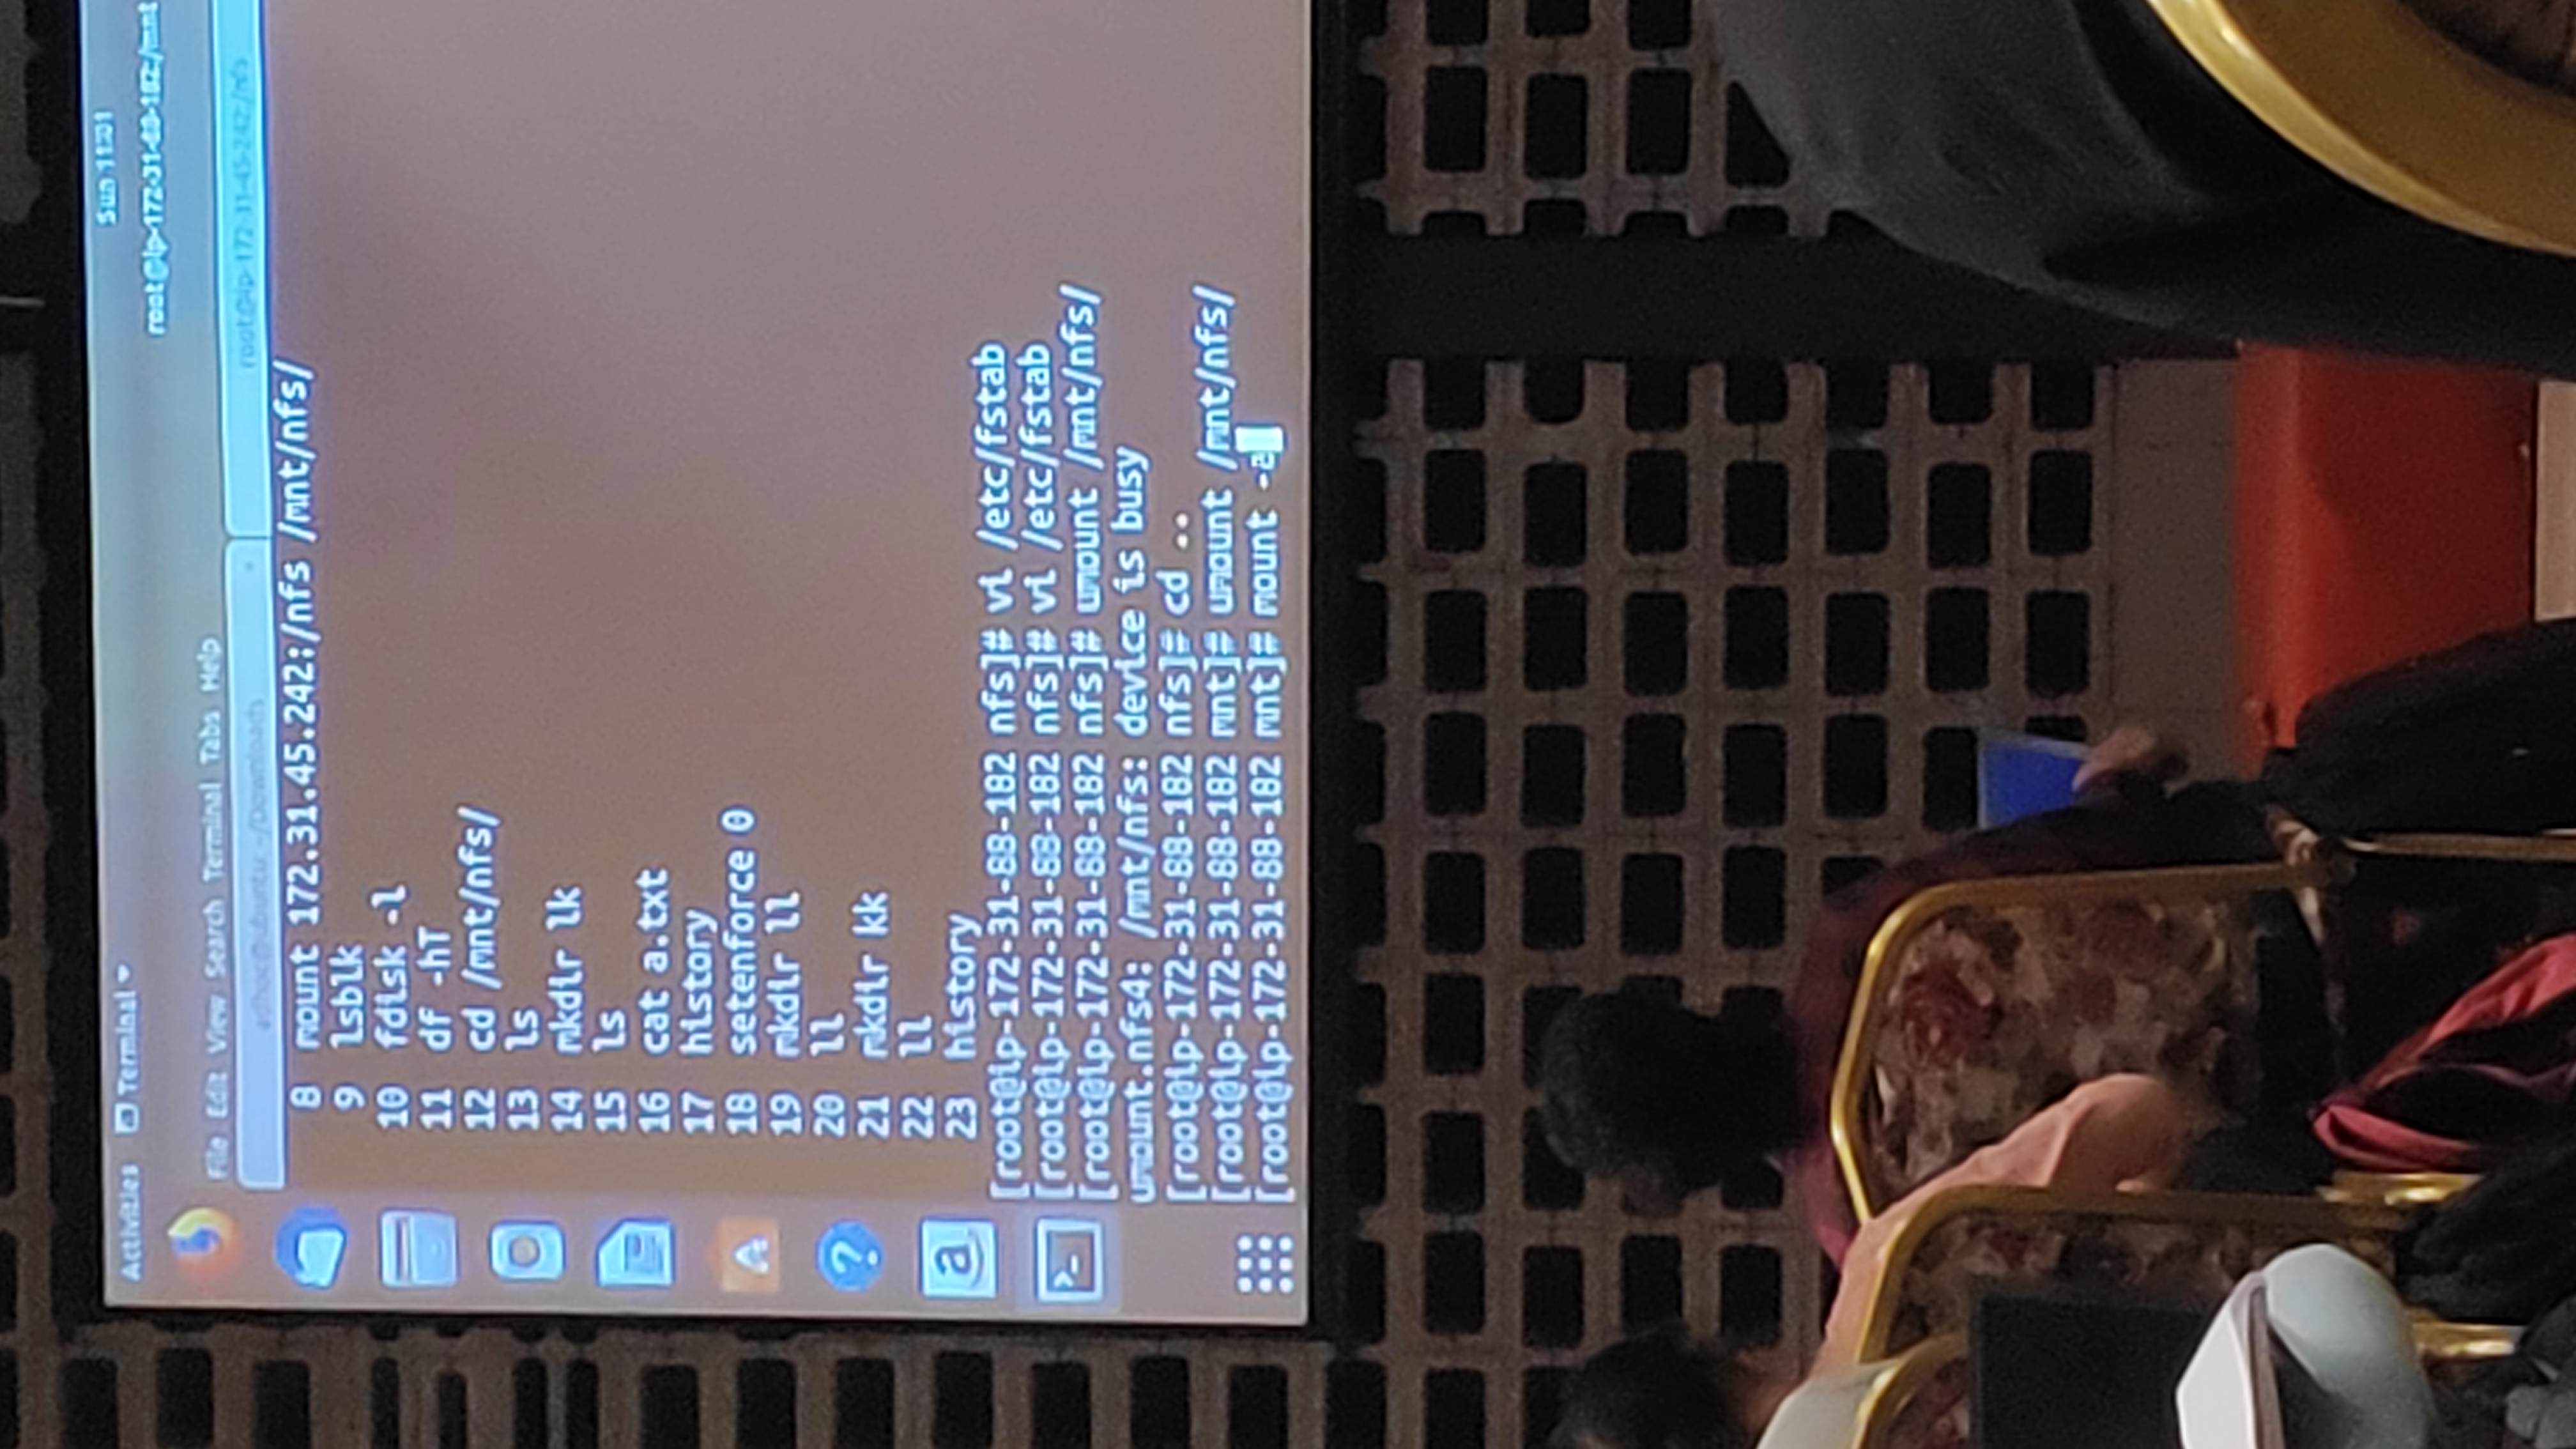 Activities Terminal
Sun 11:01
root@ip-172-31-88-182:/mnt
File Edit View Search Terminal Tabs Help
adhoc@ubuntu: ~/Downloads
root@ip-172-31-45-242:/nfs
8 mount 172.31.45.242:/nfs /mnt/nfs/
9 lsblk
10 fdisk -l
11 df -hT
12 cd /mnt/nfs/
13 ls
14 mkdir lk
15 ls
16 cat a.txt
17 history
18 setenforce 0
19 mkdir ll
20 ll
21 mkdir kk
22 ll
23 history
[root@ip-172-31-88-182 nfs]# vi /etc/fstab
[root@ip-172-31-88-182 nfs]# vi /etc/fstab
[root@ip-172-31-88-182 nfs]# umount /mnt/nfs/
umount.nfs4: /mnt/nfs: device is busy
[root@ip-172-31-88-182 nfs]# cd ..
[root@ip-172-31-88-182 mnt]# umount /mnt/nfs/
[root@ip-172-31-88-182 mnt]# mount -a